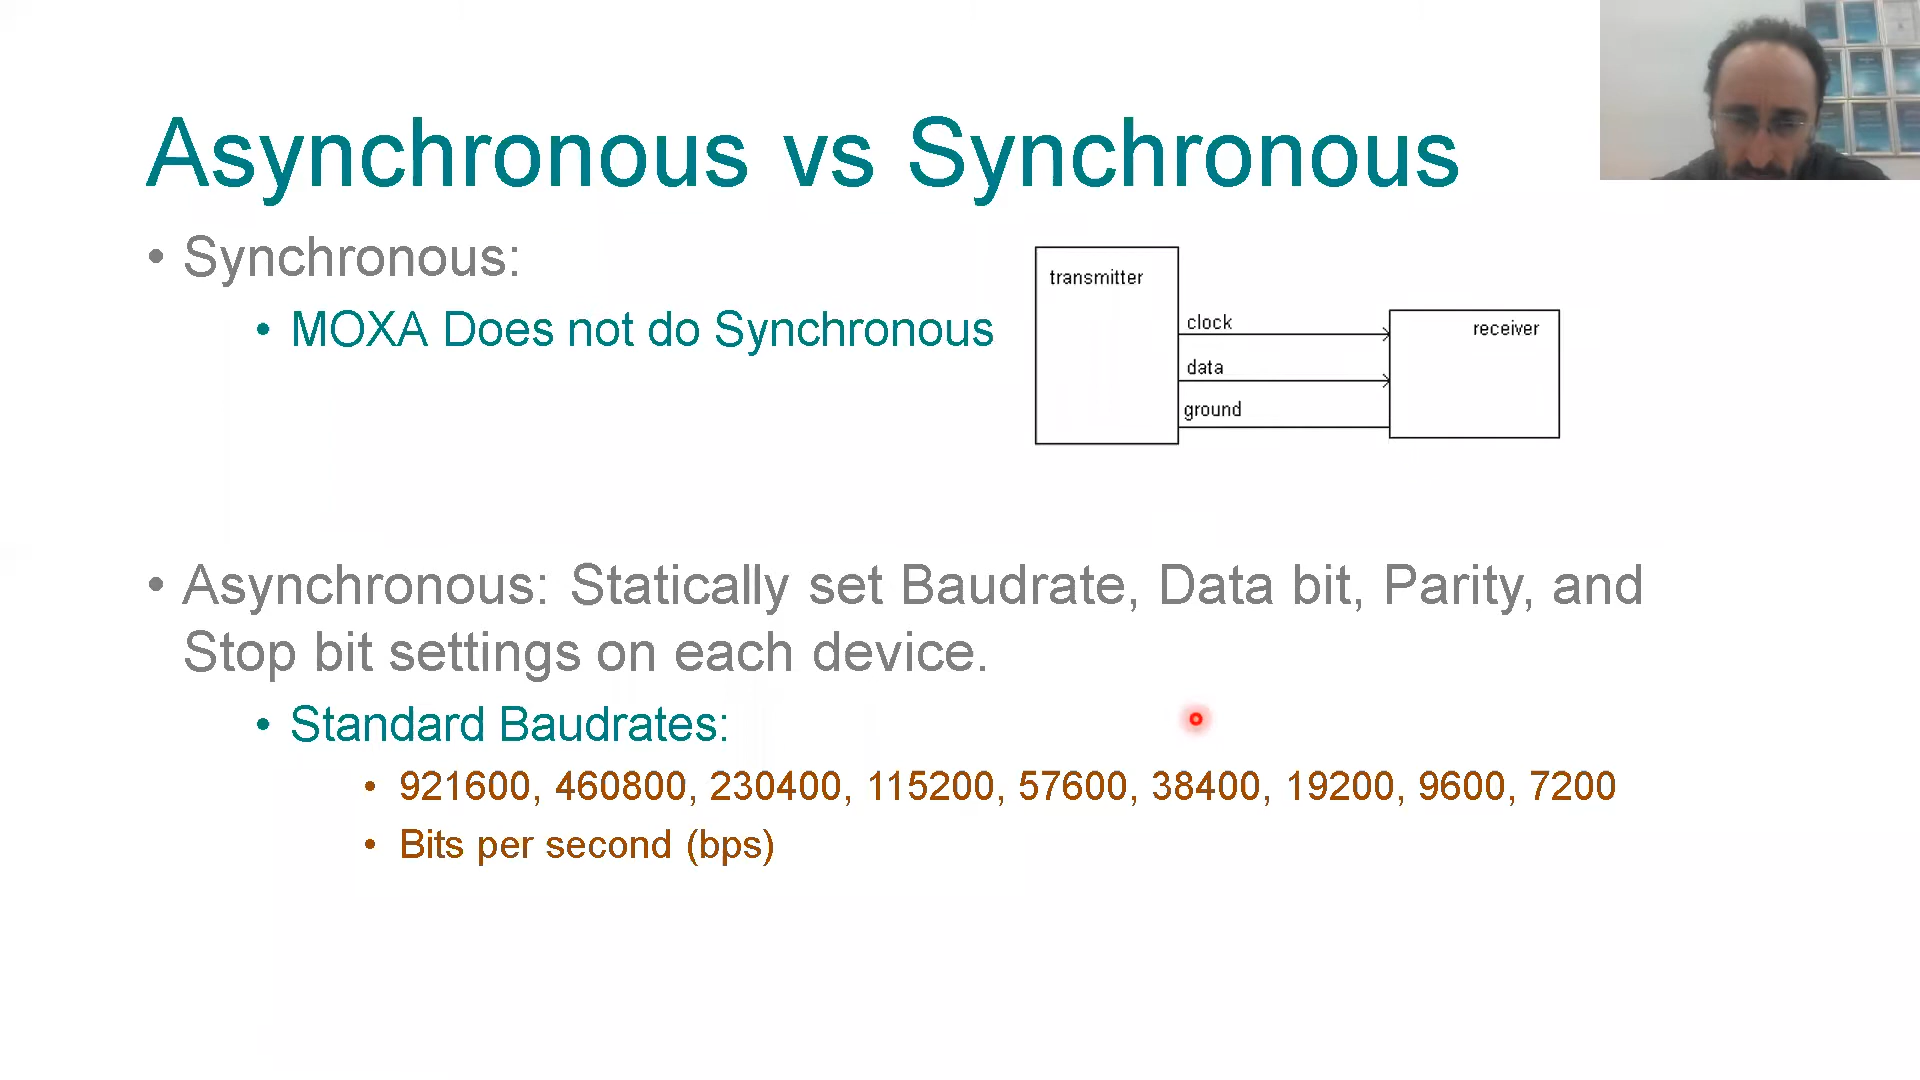 Asynchronous vs Synchronous
• Synchronous:
• MOXA Does not do Synchronous
transmitter
clock
receiver
data
ground
• Asynchronous: Statically set Baudrate, Data bit, Parity, and
Stop bit settings on each device.
• Standard Baudrates:
• 921600, 460800, 230400, 115200, 57600, 38400, 19200, 9600, 7200
• Bits per second (bps)